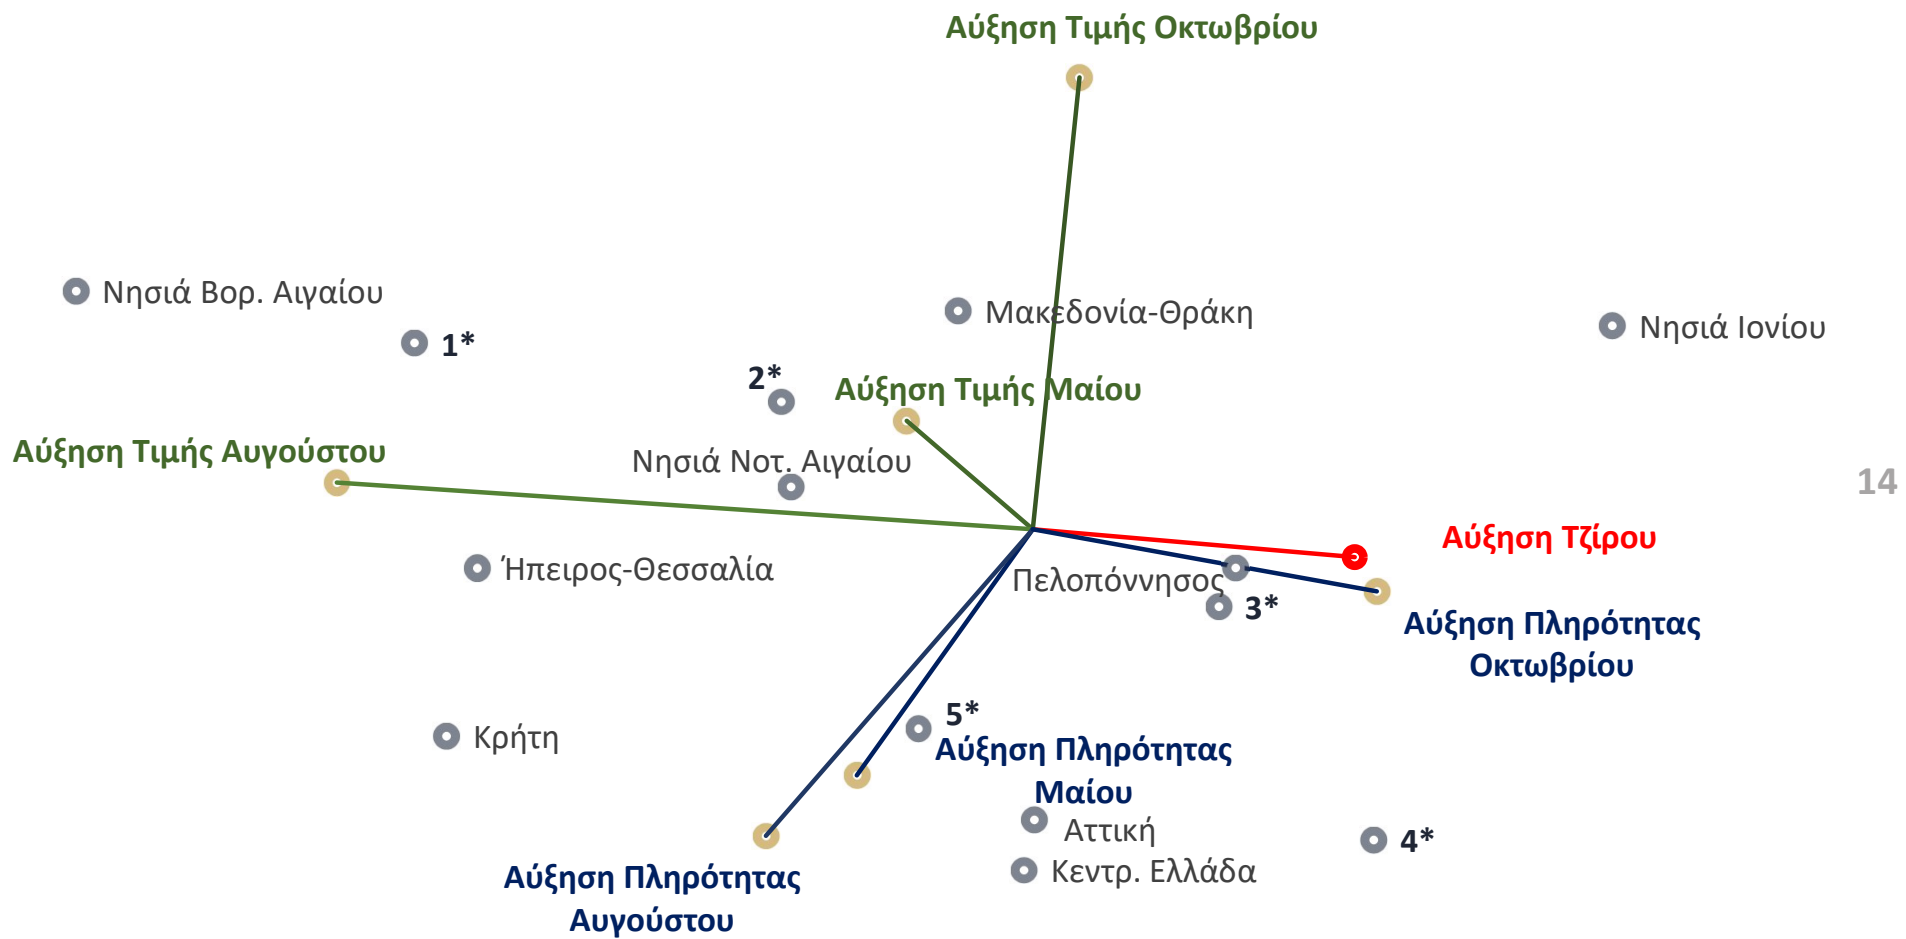 Αύξηση Τιμής Οκτωβρίου
Νησιά Βορ. Αιγαίου
Μακεδονία-Θράκη
Νησιά Ιονίου
1*
2*
Αύξηση Τιμής Μαίου
Αύξηση Τιμής Αυγούστου
Νησιά Νοτ. Αιγαίου
14
Αύξηση Τζίρου
Ήπειρος-Θεσσαλία
Πελοπόννησος
3*
Αύξηση Πληρότητας
Οκτωβρίου
5*
Κρήτη
Αύξηση Πληρότητας
Μαίου
Αττική
4*
Κεντρ. Ελλάδα
Αύξηση Πληρότητας
Αυγούστου